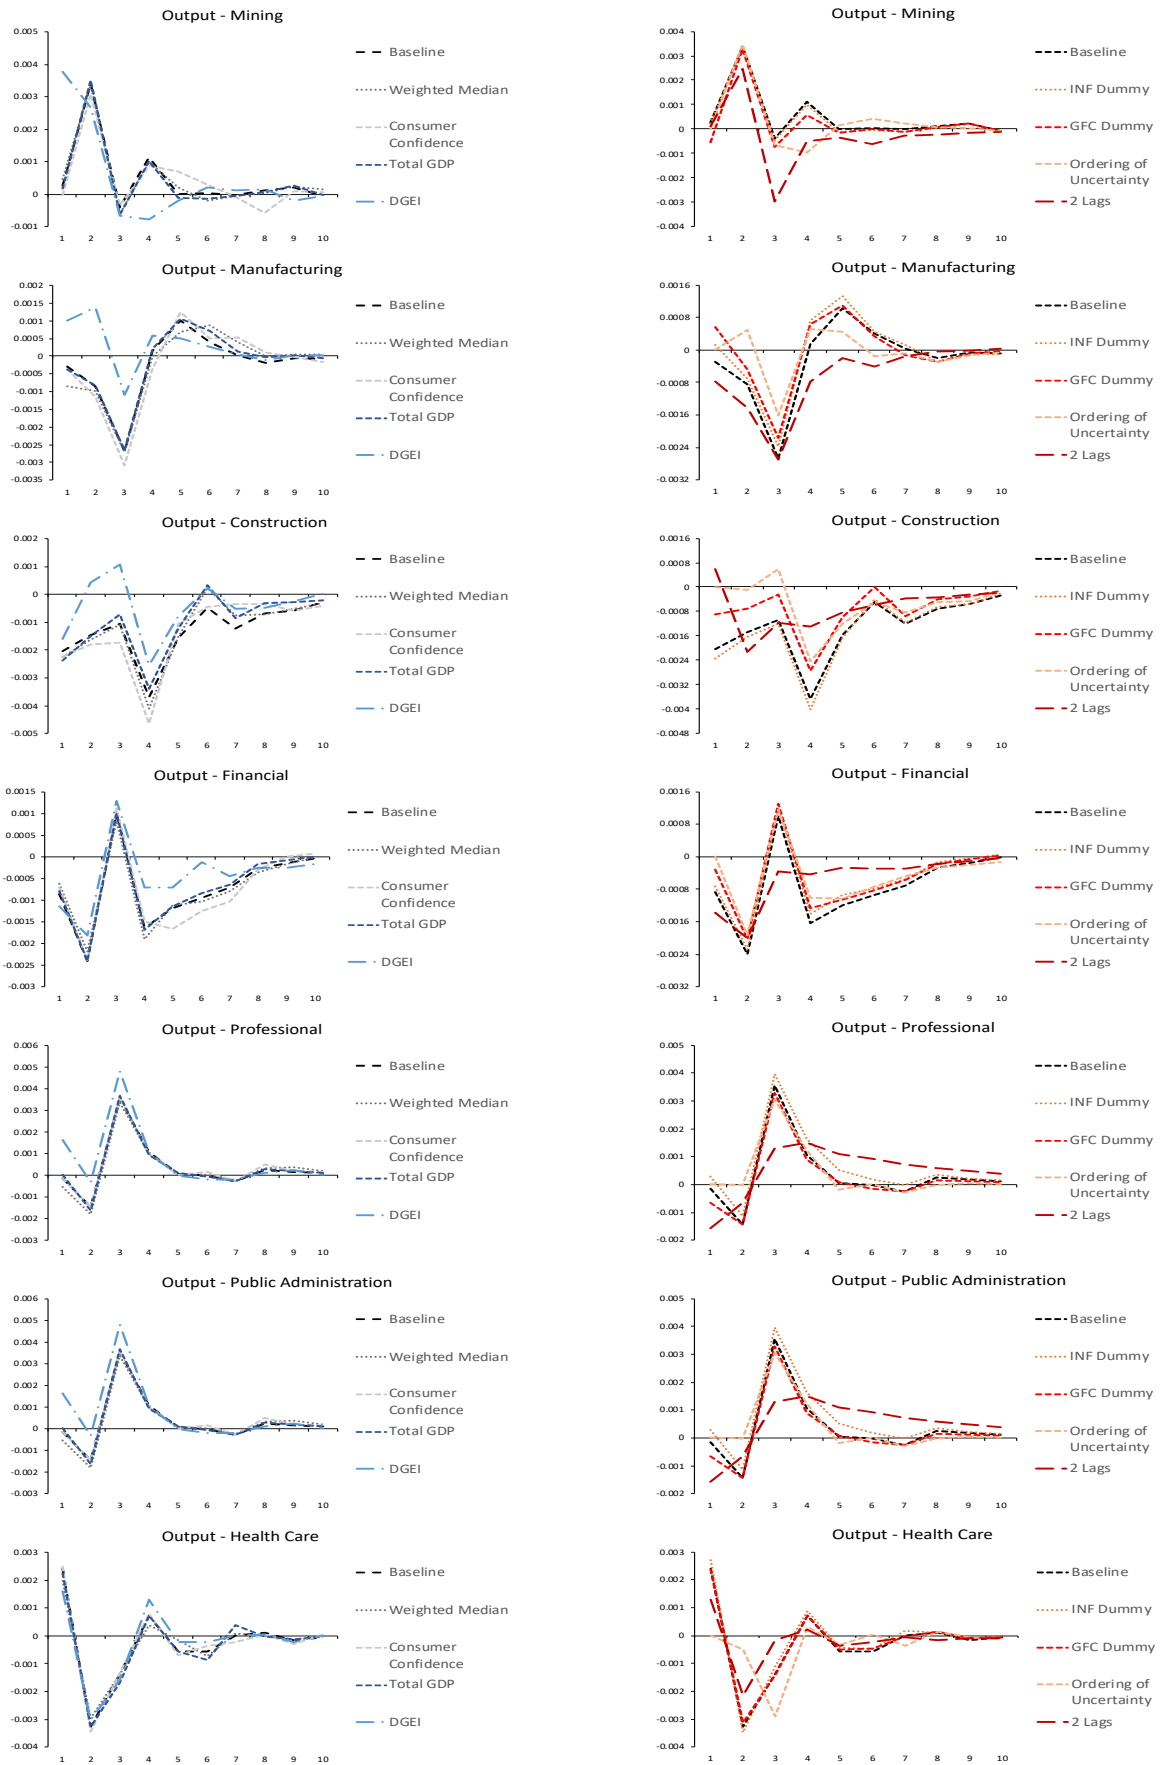 Output - Mining
0.005
0.004
0.003
0.002
0.001
0
-0.001
1 2 3 4 5 6 7 8 9 10
Baseline
Weighted Median
Consumer
Confidence
Total GDP
DGEI
Output - Mining
0.004
0.003
0.002
0.001
0
-0.001
-0.002
-0.003
-0.004
1 2 3 4 5 6 7 8 9 10
Baseline
INF Dummy
GFC Dummy
Ordering of
Uncertainty
2 Lags
Output - Manufacturing
0.002
0.0015
0.001
0.0005
0
-0.0005
-0.001
-0.0015
-0.002
-0.0025
-0.003
-0.0035
1 2 3 4 5 6 7 8 9 10
Baseline
Weighted Median
Consumer
Confidence
Total GDP
DGEI
Output - Manufacturing
0.0016
0.0008
0
-0.0008
-0.0016
-0.0024
-0.0032
1 2 3 4 5 6 7 8 9 10
Baseline
INF Dummy
GFC Dummy
Ordering of
Uncertainty
2 Lags
Output - Construction
0.002
0.001
0
-0.001
-0.002
-0.003
-0.004
-0.005
1 2 3 4 5 6 7 8 9 10
Baseline
Weighted Median
Consumer
Confidence
Total GDP
DGEI
Output - Construction
0.0016
0.0008
0
-0.0008
-0.0016
-0.0024
-0.0032
-0.004
-0.0048
1 2 3 4 5 6 7 8 9 10
Baseline
INF Dummy
GFC Dummy
Ordering of
Uncertainty
2 Lags
Output - Financial
0.0015
0.001
0.0005
0
-0.0005
-0.001
-0.0015
-0.002
-0.0025
-0.003
1 2 3 4 5 6 7 8 9 10
Baseline
Weighted Median
Consumer
Confidence
Total GDP
DGEI
Output - Financial
0.0016
0.0008
0
-0.0008
-0.0016
-0.0024
-0.0032
1 2 3 4 5 6 7 8 9 10
Baseline
INF Dummy
GFC Dummy
Ordering of
Uncertainty
2 Lags
Output - Professional
0.006
0.005
0.004
0.003
0.002
0.001
0
-0.001
-0.002
-0.003
1 2 3 4 5 6 7 8 9 10
Baseline
Weighted Median
Consumer
Confidence
Total GDP
DGEI
Output - Professional
0.005
0.004
0.003
0.002
0.001
0
-0.001
-0.002
1 2 3 4 5 6 7 8 9 10
Baseline
INF Dummy
GFC Dummy
Ordering of
Uncertainty
2 Lags
Output - Public Administration
0.006
0.005
0.004
0.003
0.002
0.001
0
-0.001
-0.002
-0.003
1 2 3 4 5 6 7 8 9 10
Baseline
Weighted Median
Consumer
Confidence
Total GDP
DGEI
Output - Public Administration
0.005
0.004
0.003
0.002
0.001
0
-0.001
-0.002
1 2 3 4 5 6 7 8 9 10
Baseline
INF Dummy
GFC Dummy
Ordering of
Uncertainty
2 Lags
Output - Health Care
0.003
0.002
0.001
0
-0.001
-0.002
-0.003
-0.004
1 2 3 4 5 6 7 8 9 10
Baseline
Weighted Median
Consumer
Confidence
Total GDP
DGEI
Output - Health Care
0.003
0.002
0.001
0
-0.001
-0.002
-0.003
-0.004
1 2 3 4 5 6 7 8 9 10
Baseline
INF Dummy
GFC Dummy
Ordering of
Uncertainty
2 Lags